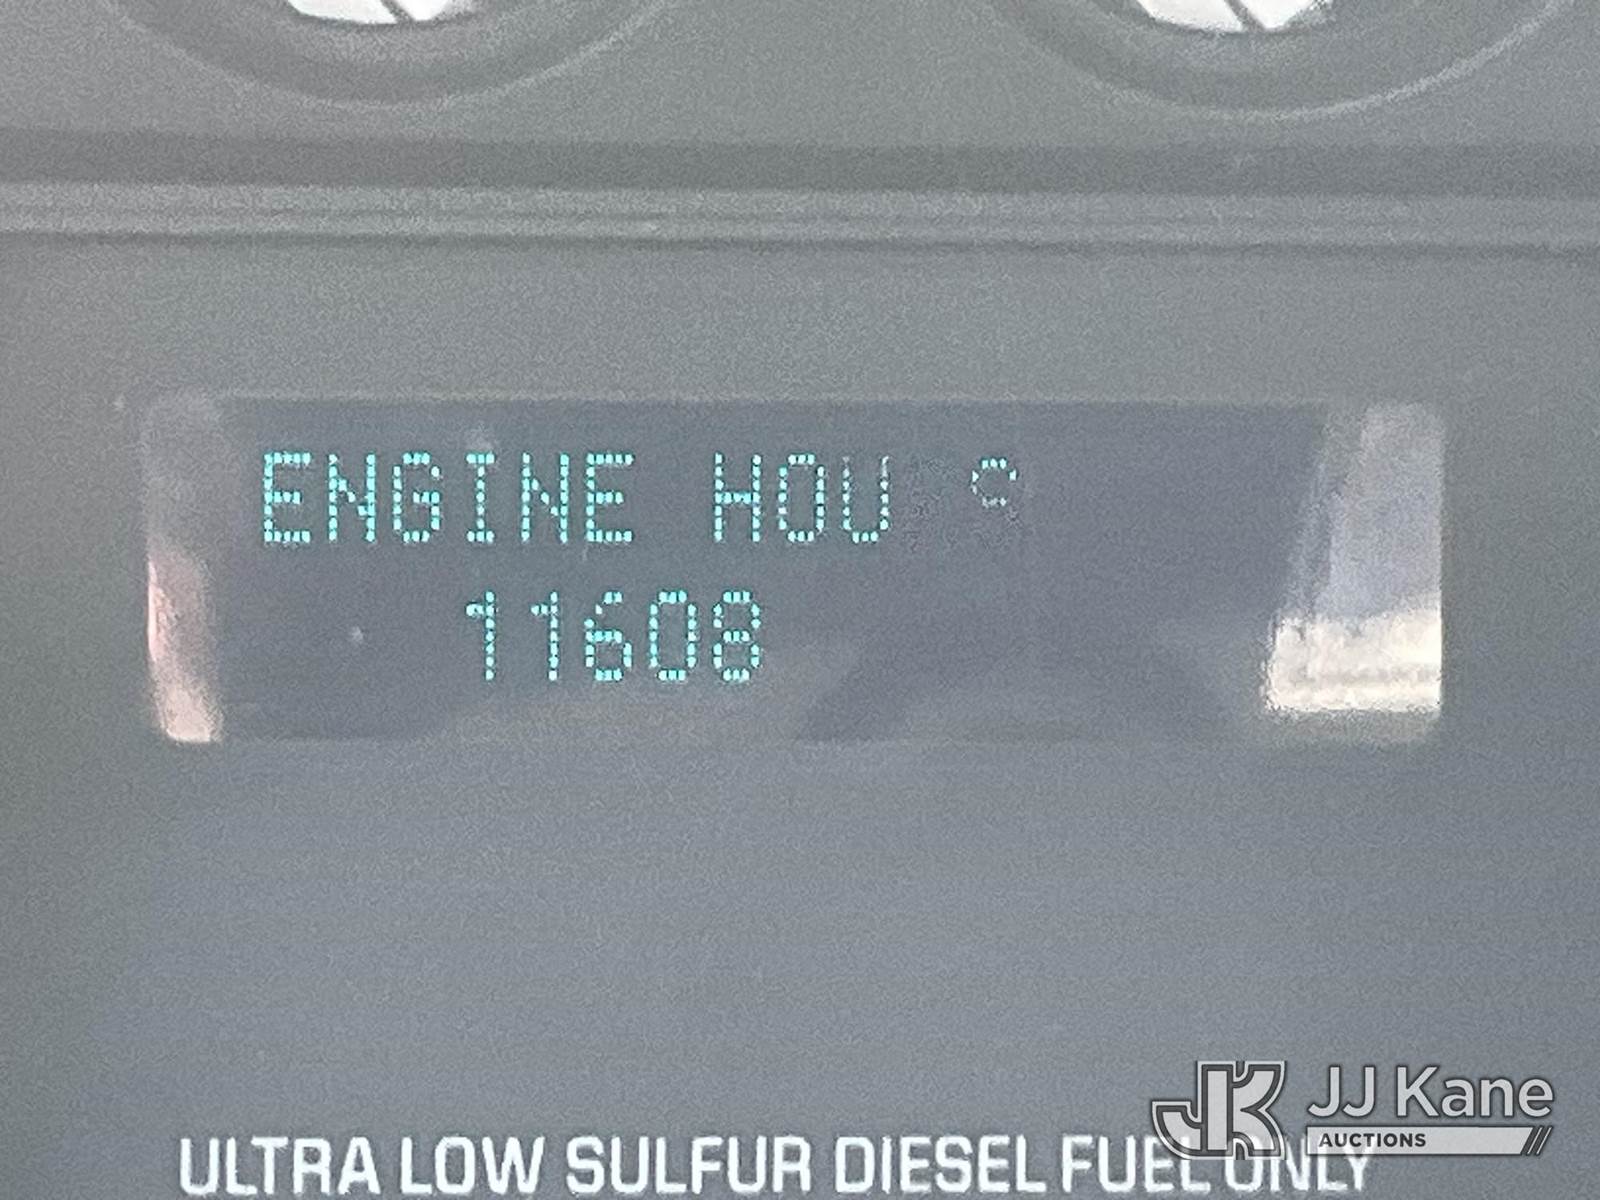 ENGINE HOU S
11608
ULTRA LOW SULFUR DIESEL FUEL ONLY
JJ Kane
AUCTIONS